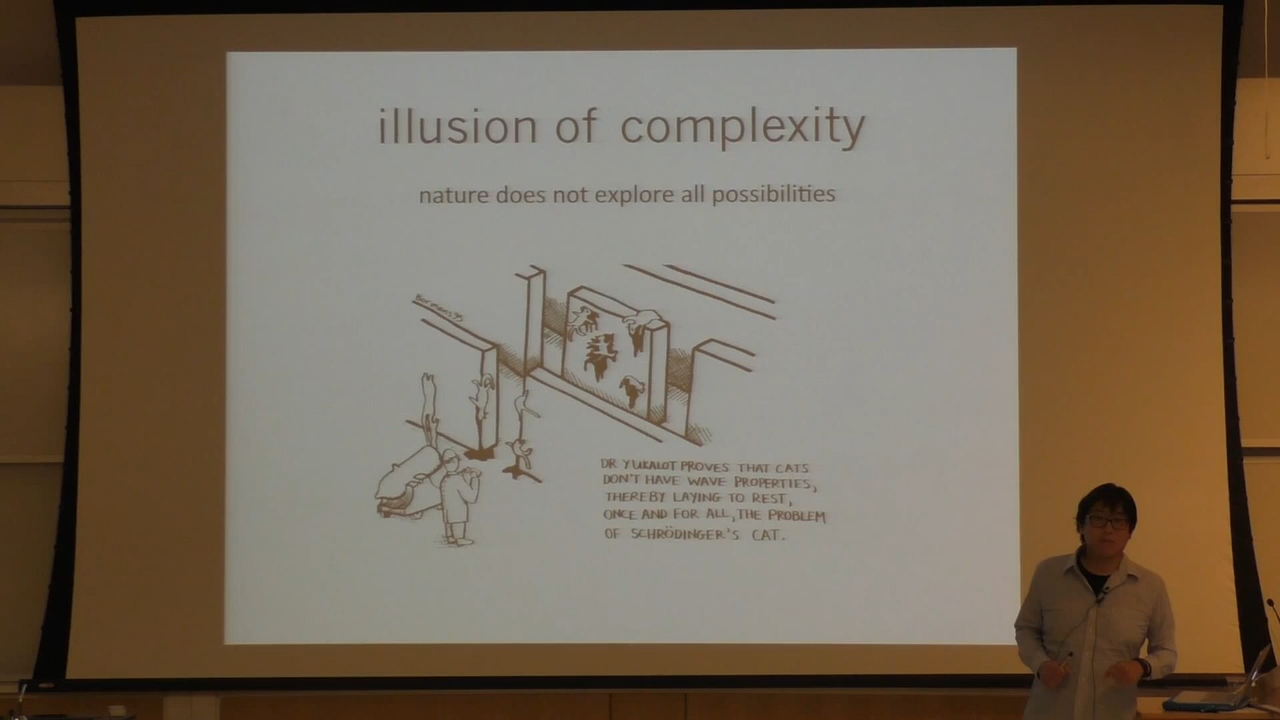 illusion of complexity
nature does not explore all possibilities
DR YUKALOT PROVES THAT CATS
DON'T HAVE WAVE PROPERTIES,
THEREBY LAYING TO REST,
ONCE AND FOR ALL, THE PROBLEM
OF SCHRÖDINGER'S CAT.